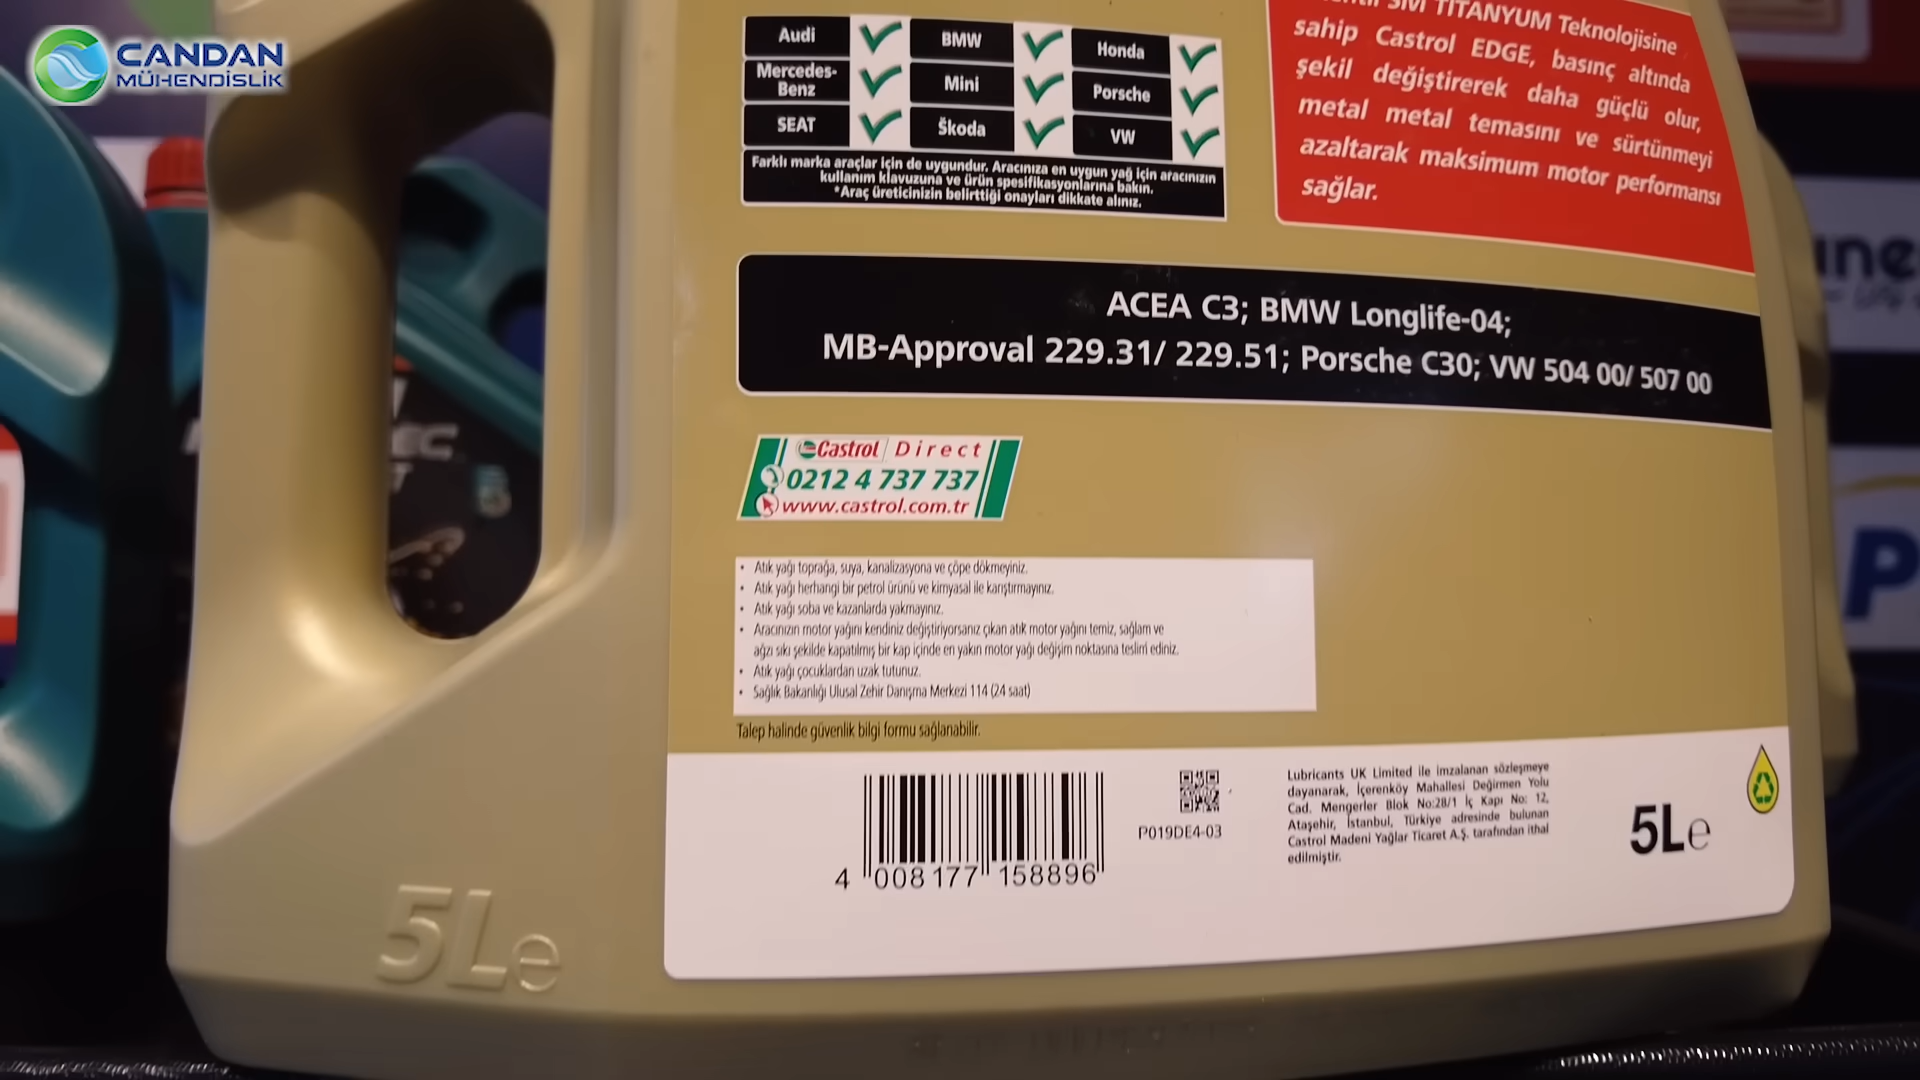 CANDAN
MÜHENDİSLİK
Audi
BMW
Honda
Mercedes-
Benz
Mini
Porsche
SEAT
Škoda
VW
Farklı marka araçlar için de uygundur. Aracınıza en uygun yağ için aracınızın
kullanım klavuzuna ve ürün spesifikasyonlarına bakın.
*Araç üreticinizin belirttiği onayları dikkate alınız.
TİTANYUM Teknolojisine
sahip Castrol EDGE, basınç altında
şekil değiştirerek daha güçlü olur,
metal metal temasını ve sürtünmeyi
azaltarak maksimum motor performansı
sağlar.
ACEA C3; BMW Longlife-04;
MB-Approval 229.31/ 229.51; Porsche C30; VW 504 00/ 507 00
Castrol Direct
0212 4 737 737
www.castrol.com.tr
• Atık yağı toprağa, suya, kanalizasyona ve çöpe dökmeyiniz.
• Atık yağı herhangi bir petrol ürünü ve kimyasal ile karıştırmayınız.
• Atık yağı soba ve kazanlarda yakmayınız.
• Aracınızın motor yağını kendiniz değiştiriyorsanız çıkan atık motor yağını temiz, sağlam ve
ağzı sıkı şekilde kapatılmış bir kap içinde en yakın motor yağı değişim noktasına teslim ediniz.
• Atık yağı çocuklardan uzak tutunuz.
• Sağlık Bakanlığı Ulusal Zehir Danışma Merkezi 114 (24 saat)
Talep halinde güvenlik bilgi formu sağlanabilir.
4 008177 158896
P019DE4-03
Lubricants UK Limited ile imzalanan sözleşmeye
dayanarak, İçerenköy Mahallesi Değirmen Yolu
Cad. Mengerler Blok No:28/1 İç Kapı No: 12,
Ataşehir, İstanbul, Türkiye adresinde bulunan
Castrol Madeni Yağlar Ticaret A.Ş. tarafından ithal
edilmiştir.
5Le
5Le